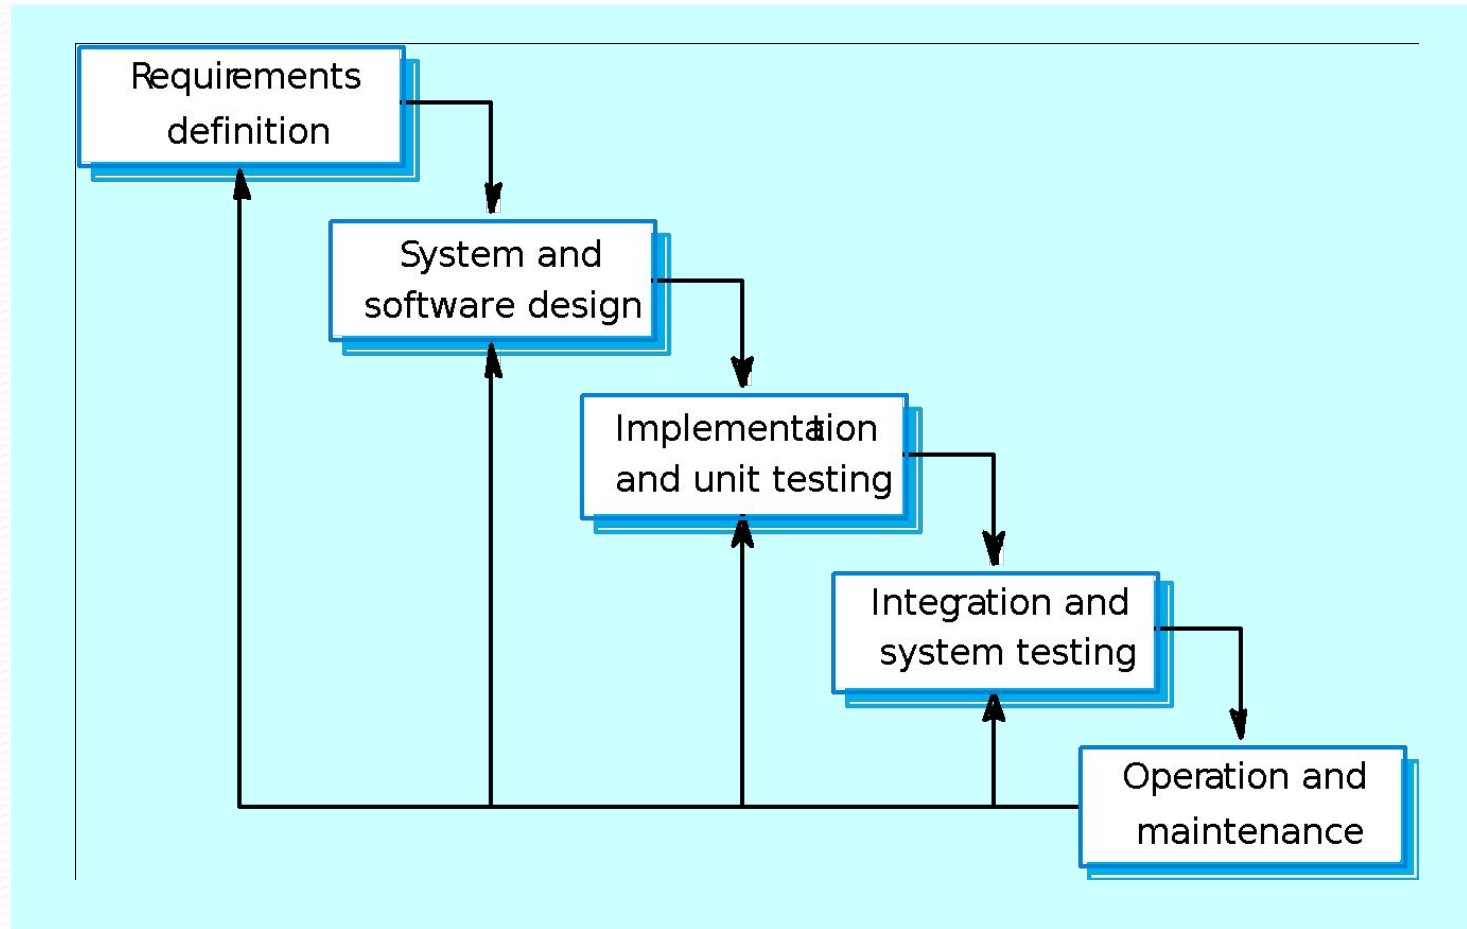 Requirements
definition
System and
software design
Implementation
and unit testing
Integration and
system testing
Operation and
maintenance